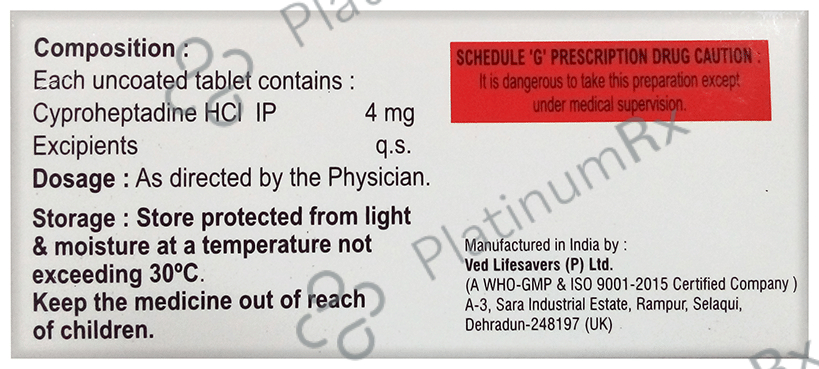 Composition :
Each uncoated tablet contains :
Cyproheptadine HCl IP 4 mg
Excipients q.s.
Dosage : As directed by the Physician.
Storage : Store protected from light
& moisture at a temperature not
exceeding 30ºC.
Keep the medicine out of reach
of children.
SCHEDULE 'G' PRESCRIPTION DRUG CAUTION :
It is dangerous to take this preparation except
under medical supervision.
Manufactured in India by :
Ved Lifesavers (P) Ltd.
(A WHO-GMP & ISO 9001-2015 Certified Company )
A-3, Sara Industrial Estate, Rampur, Selaqui,
Dehradun-248197 (UK)
PlatinumRx